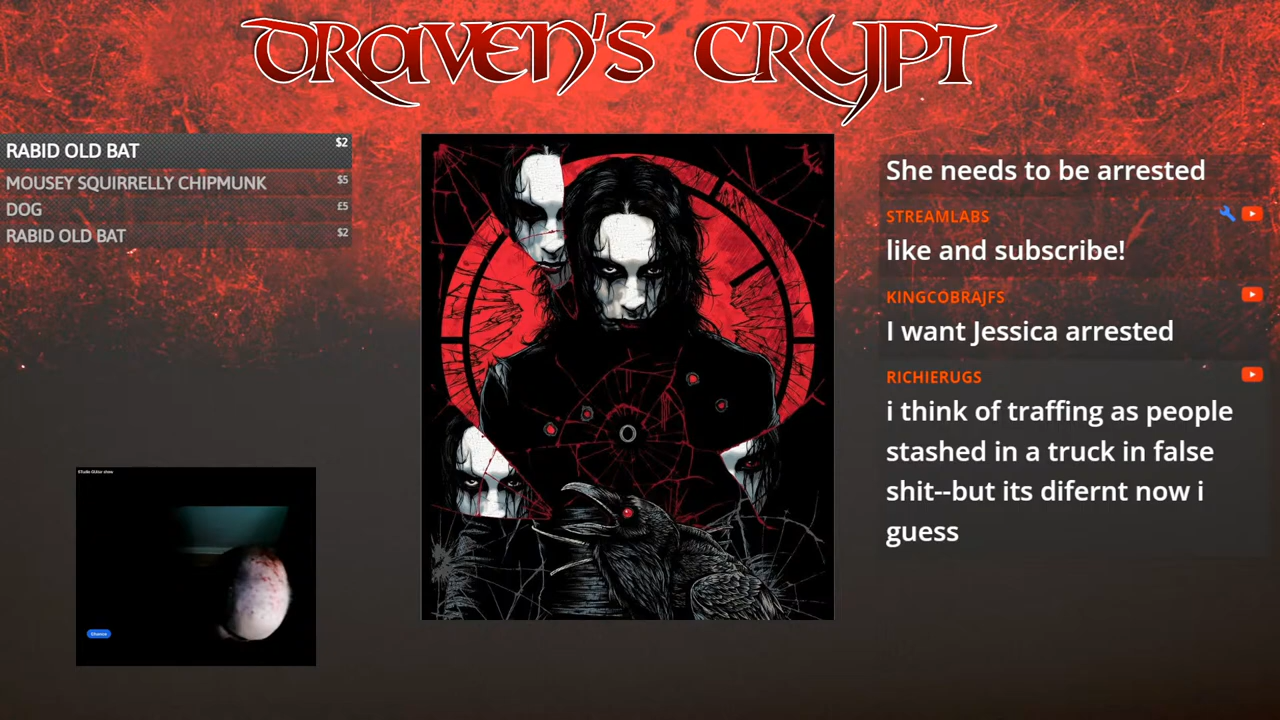 DRAVEN'S CRYPT
RABID OLD BAT $2
MOUSEY SQUIRRELLY CHIPMUNK $5
DOG £5
RABID OLD BAT $2
She needs to be arrested
STREAMLABS
like and subscribe!
KINGCOBRAJFS
I want Jessica arrested
RICHIERUGS
i think of traffing as people
stashed in a truck in false
shit--but its difernt now i
guess